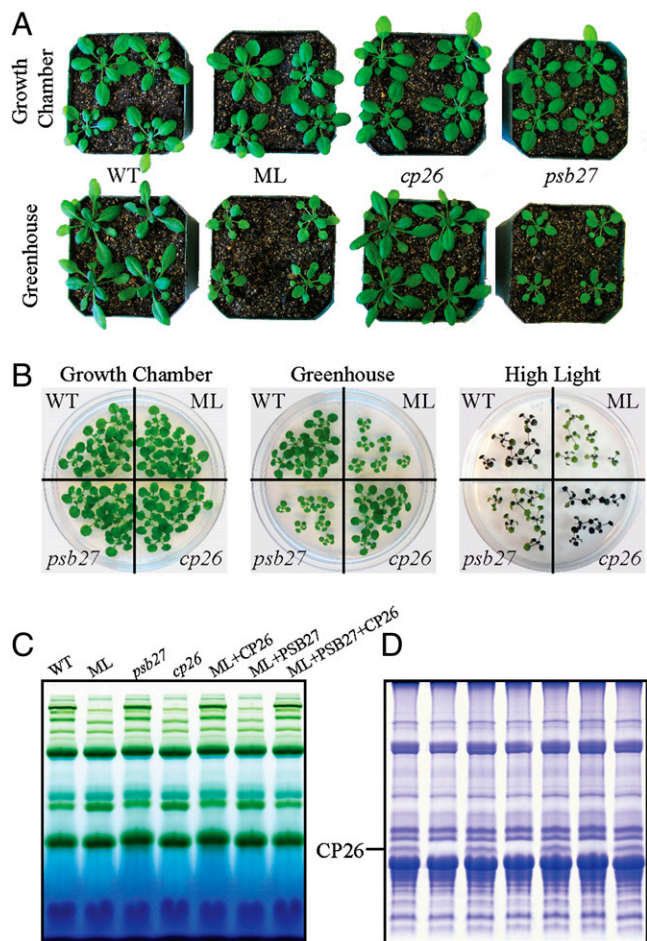 A
Growth
Chamber
WT
ML
cp26
psb27
Greenhouse
B
Growth Chamber
Greenhouse
High Light
WT
ML
WT
ML
WT
ML
psb27
cp26
psb27
cp26
psb27
cp26
C
D
WT
ML
psb27
cp26
ML+CP26
ML+PSB27
ML+PSB27+CP26
CP26